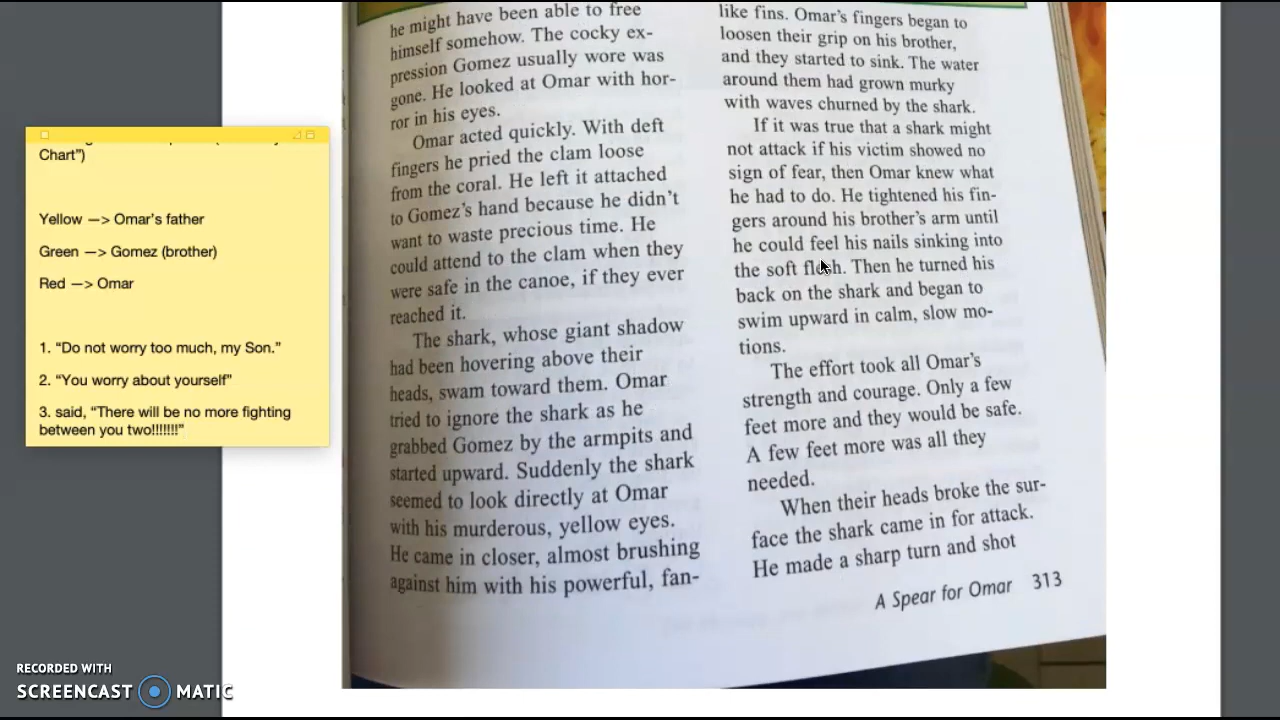 Chart”)
Yellow —> Omar’s father
Green —> Gomez (brother)
Red —> Omar
1. “Do not worry too much, my Son.”
2. “You worry about yourself”
3. said, “There will be no more fighting
between you two!!!!!!!”
he might have been able to free
himself somehow. The cocky ex-
pression Gomez usually wore was
gone. He looked at Omar with hor-
ror in his eyes.
Omar acted quickly. With deft
fingers he pried the clam loose
from the coral. He left it attached
to Gomez’s hand because he didn’t
want to waste precious time. He
could attend to the clam when they
were safe in the canoe, if they ever
reached it.
The shark, whose giant shadow
had been hovering above their
heads, swam toward them. Omar
tried to ignore the shark as he
grabbed Gomez by the armpits and
started upward. Suddenly the shark
seemed to look directly at Omar
with his murderous, yellow eyes.
He came in closer, almost brushing
against him with his powerful, fan-
like fins. Omar’s fingers began to
loosen their grip on his brother,
and they started to sink. The water
around them had grown murky
with waves churned by the shark.
If it was true that a shark might
not attack if his victim showed no
sign of fear, then Omar knew what
he had to do. He tightened his fin-
gers around his brother’s arm until
he could feel his nails sinking into
the soft flesh. Then he turned his
back on the shark and began to
swim upward in calm, slow mo-
tions.
The effort took all Omar’s
strength and courage. Only a few
feet more and they would be safe.
A few feet more was all they
needed.
When their heads broke the sur-
face the shark came in for attack.
He made a sharp turn and shot
A Spear for Omar 313
RECORDED WITH
SCREENCAST MATIC